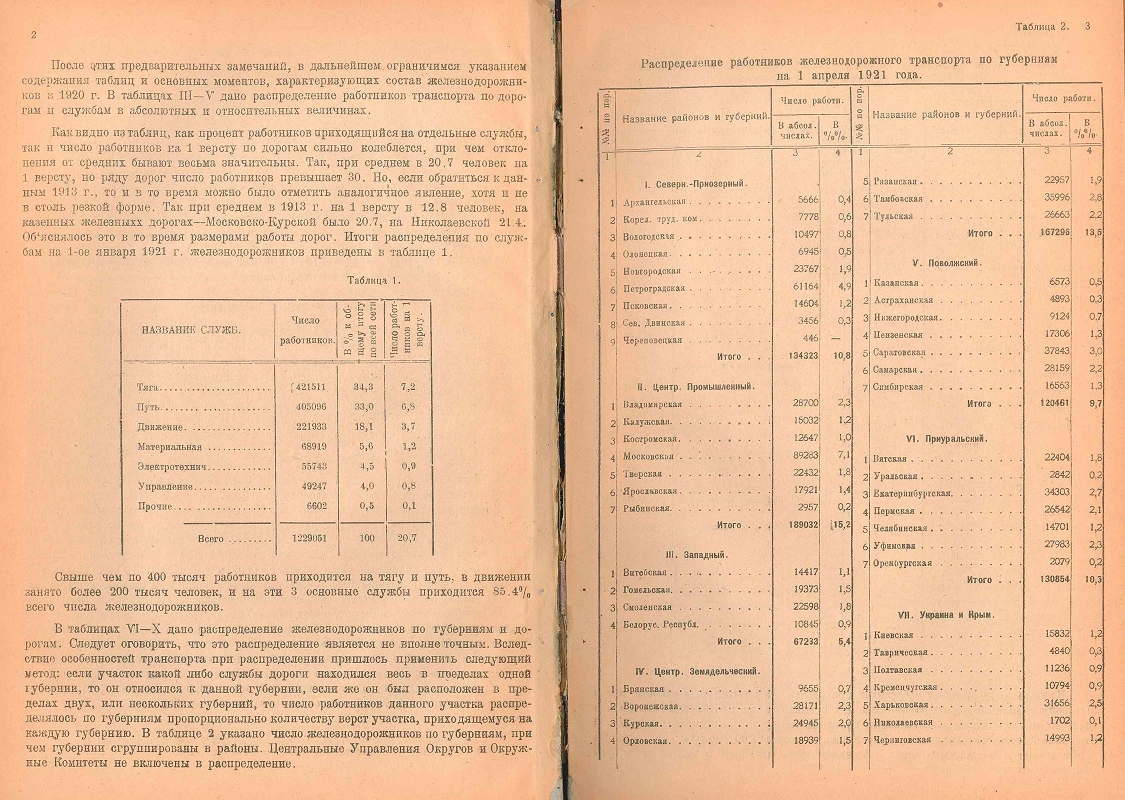 2
После этих предварительных замечаний, в дальнейшем ограничимся указанием
содержания таблиц и основных моментов, характеризующих состав железнодорожни-
ков в 1920 г. В таблицах III—V дано распределение работников транспорта по доро-
гам и службам в абсолютных и относительных величинах.
Как видно из таблиц, как процент работников приходящийся на отдельные службы,
так и число работников на 1 версту по дорогам сильно колеблется, при чем откло-
нения от средних бывают весьма значительны. Так, при среднем в 20.7 человек на
1 версту, по ряду дорог число работников превышает 30. Но, если обратиться к дан-
ным 1913 г., то и в то время можно было отметить аналогичное явление, хотя и не
в столь резкой форме. Так при среднем в 1913 г. на 1 версту в 12.8 человек, на
казенных железныхх дорогах—Московско-Курской было 20.7, на Николаевской 21.4.
Об'яснялось это в то время размерами работы дорог. Итоги распределения по служ-
бам на 1-ое января 1921 г. железнодорожников приведены в таблице 1.
Таблица 1.
НАЗВАНИЕ СЛУЖВ. Число работников. В % к об-щему итогу по всей сети Число работ-ников на 1 версту.
Тяга 421511 34,3 7,2
Путь 405096 33,0 6,8
Движение 221933 18,1 3,7
Материальная 68919 5,6 1,2
Электротехнич. 55743 4,5 0,9
Управление 49247 4,0 0,8
Прочие 6602 0,5 0,1
Всего 1229051 100 20,7
Свыше чем по 400 тысяч работников приходится на тягу и путь, в движении
занято более 200 тысяч человек, и на эти 3 основные службы приходится 85.4%
всего числа железнодорожников.
В таблицах VI—X дано распределение железнодорожников по губерниям и до-
рогам. Следует оговорить, что это распределение является не вполне точным. Вслед-
ствие особенностей транспорта при распределении пришлось применить следующий
метод: если участок какой либо службы дороги находился весь в пределах одной
губернии, то он относился к данной губернии, если же он был расположен в пре-
делах двух, или нескольких губерний, то число работников данного участка распре-
делялось по губерниям пропорционально количеству верст участка, приходящемуся на
каждую губернию. В таблице 2 указано число железнодорожников по губерниям, при
чем губернии сгруппированы в районы. Центральные Управления Округов и Окруж-
ные Комитеты не включены в распределение.
Таблица 2. 3
Распределение работников железнодорожного транспорта по губерниям
на 1 апреля 1921 года.
№№ по пор. Название районов и губерний. Число работн. В абсол. числах. В %%
1 2 3 4
I. Северн.-Приозерный.
1 Архангельская 5666 0,4
2 Корел. труд. ком. 7778 0,6
3 Вологодская 10497 0,8
4 Олонецкая 6945 0,5
5 Новгородская 23767 1,9
6 Петроградская 61164 4,9
7 Псковская 14604 1,2
8 Сев. Двинская 3456 0,3
9 Череповецкая 446 —
Итого 134323 10,8
II. Центр. Промышленный.
1 Владимирская 28700 2,3
2 Калужская 15032 1,2
3 Костромская 12647 1,0
4 Московская 89283 7,1
5 Тверская 22432 1,8
6 Ярославская 17921 1,4
7 Рыбинская 2957 0,2
Итого 189032 15,2
III. Западный.
1 Витебская 14417 1,1
2 Гомельская 19373 1,5
3 Смоленская 22598 1,8
4 Белорус. Республ. 10845 0,9
Итого 67233 5,4
IV. Центр. Земледельческий.
1 Брянская 9655 0,7
2 Воронежская 28171 2,3
3 Курская 24945 2,0
4 Орловская 18939 1,5
№№ по пор. Название районов и губерний. Число работн. В абсол. числах. В %%
1 2 3 4
5 Рязанская 22957 1,9
6 Тамбовская 35996 2,8
7 Тульская 26663 2,2
Итого 167296 13,5
V. Поволжский.
1 Казанская 6573 0,5
2 Астраханская 4893 0,3
3 Нижегородская 9124 0,7
4 Пензенская 17306 1,3
5 Саратовская 37843 3,0
6 Самарская 28159 2,2
7 Симбирская 16563 1,3
Итого 120461 9,7
VI. Приуральский.
1 Вятская 22404 1,8
2 Уральская 2842 0,2
3 Екатеринбургская 34303 2,7
4 Пермская 26542 2,1
5 Челябинская 14701 1,2
6 Уфимская 27983 2,3
7 Оренбургская 2079 0,2
Итого 130854 10,3
VII. Украина и Крым.
1 Киевская 15832 1,2
2 Таврическая 4840 0,3
3 Полтавская 11236 0,9
4 Кременчугская 10794 0,9
5 Харьковская 31656 2,5
6 Николаевская 1702 0,1
7 Черниговская 14993 1,2